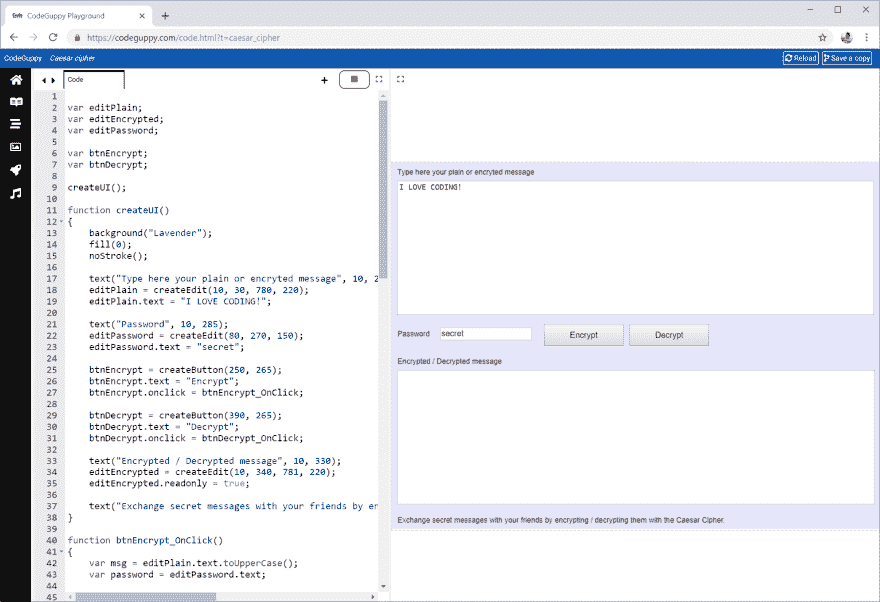 CodeGuppy Playground
https://codeguppy.com/code.html?t=caesar_cipher
CodeGuppy Caesar cipher
Reload Save a copy
Code
1
2 var editPlain;
3 var editEncrypted;
4 var editPassword;
5
6 var btnEncrypt;
7 var btnDecrypt;
8
9 createUI();
10
11 function createUI()
12 {
13 background("Lavender");
14 fill(0);
15 noStroke();
16
17 text("Type here your plain or encryted message", 10, 2
18 editPlain = createEdit(10, 30, 780, 220);
19 editPlain.text = "I LOVE CODING!";
20
21 text("Password", 10, 285);
22 editPassword = createEdit(80, 270, 150);
23 editPassword.text = "secret";
24
25 btnEncrypt = createButton(250, 265);
26 btnEncrypt.text = "Encrypt";
27 btnEncrypt.onclick = btnEncrypt_OnClick;
28
29 btnDecrypt = createButton(390, 265);
30 btnDecrypt.text = "Decrypt";
31 btnDecrypt.onclick = btnDecrypt_OnClick;
32
33 text("Encrypted / Decrypted message", 10, 330);
34 editEncrypted = createEdit(10, 340, 781, 220);
35 editEncrypted.readonly = true;
36
37 text("Exchange secret messages with your friends by en
38 }
39
40 function btnEncrypt_OnClick()
41 {
42 var msg = editPlain.text.toUpperCase();
43 var password = editPassword.text;
44
45
Type here your plain or encryted message
I LOVE CODING!
Password secret Encrypt Decrypt
Encrypted / Decrypted message
Exchange secret messages with your friends by encrypting / decrypting them with the Caesar Cipher.